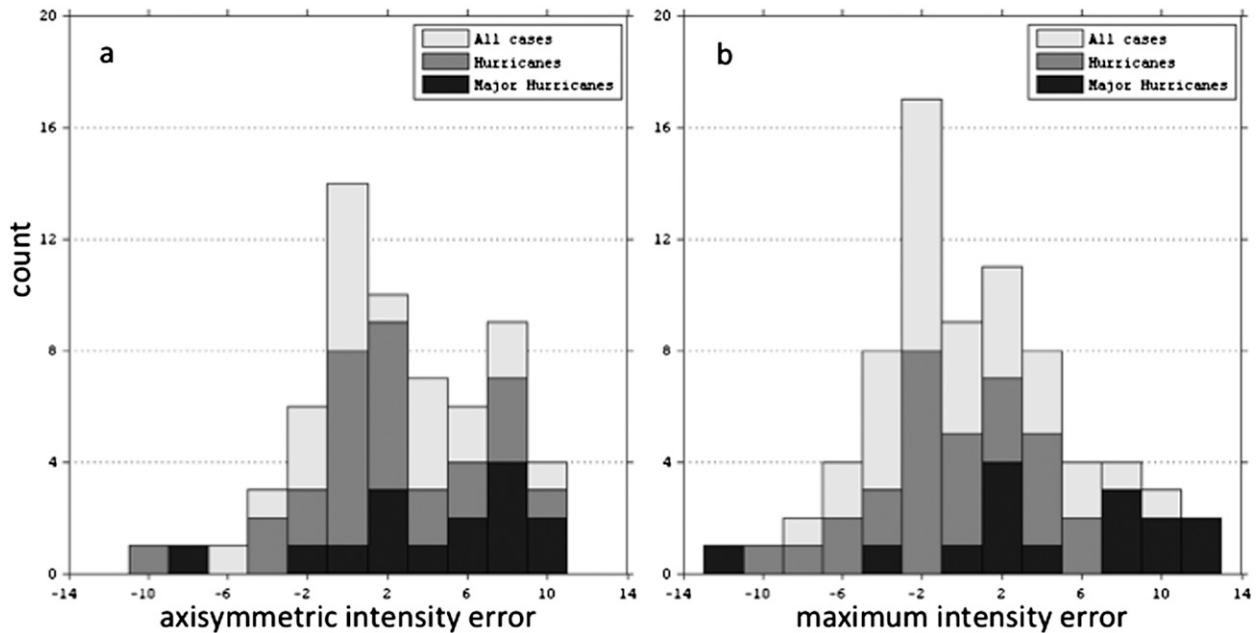 a
All cases
Hurricanes
Major Hurricanes
20
16
12
8
4
0
count
-14 -10 -6 -2 2 6 10 14
axisymmetric intensity error
b
All cases
Hurricanes
Major Hurricanes
20
16
12
8
4
0
-14 -10 -6 -2 2 6 10 14
maximum intensity error